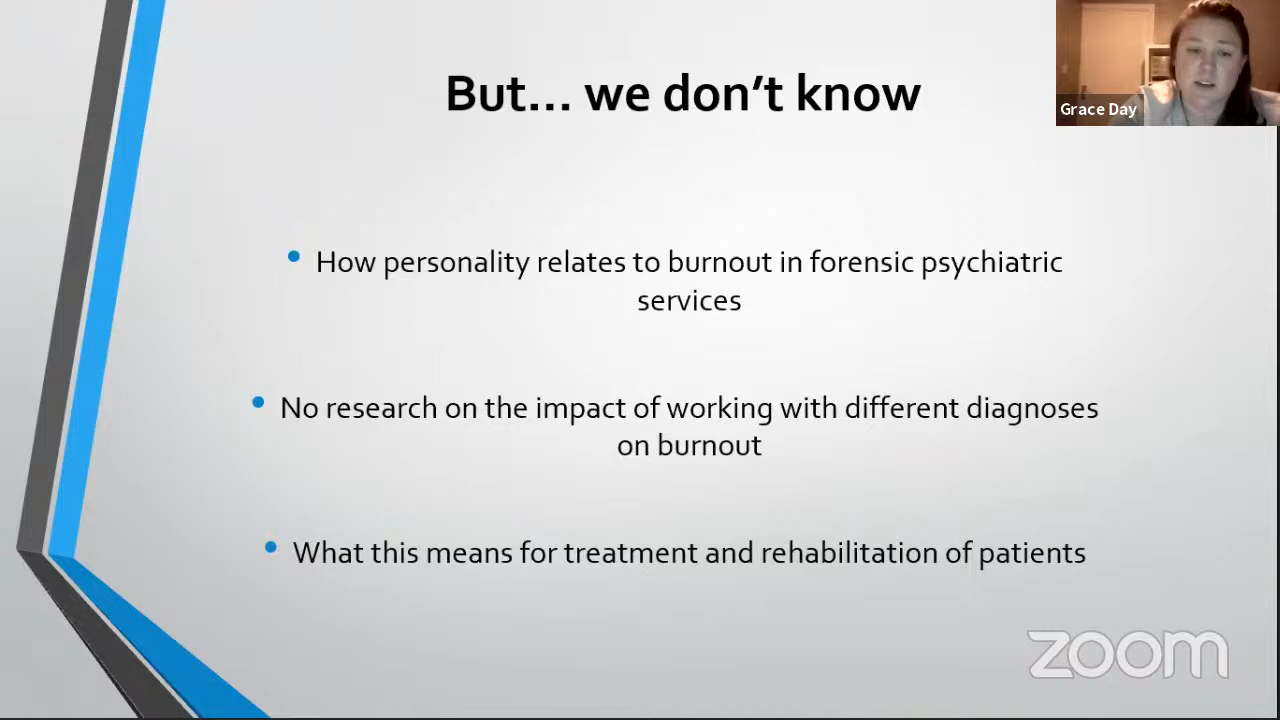 But... we don't know
Grace Day
• How personality relates to burnout in forensic psychiatric
services
• No research on the impact of working with different diagnoses
on burnout
• What this means for treatment and rehabilitation of patients
zoom